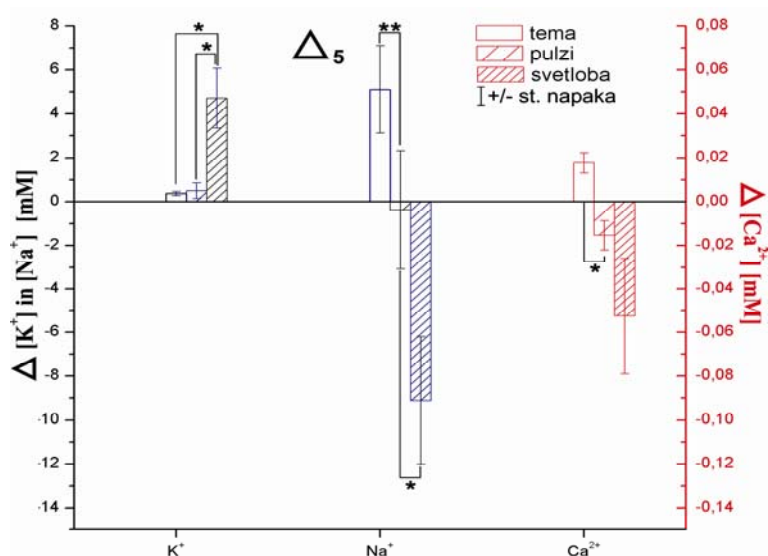 Δ 5
tema
pulzi
svetloba
+/- st. napaka
Δ [K⁺] in [Na⁺] [mM]
8
6
4
2
0
-2
-4
-6
-8
-10
-12
-14
*
*
**
*
*
0,08
0,06
0,04
0,02
0,00
-0,02
-0,04
-0,06
-0,08
-0,10
-0,12
-0,14
Δ [Ca²⁺] [mM]
K⁺
Na⁺
Ca²⁺